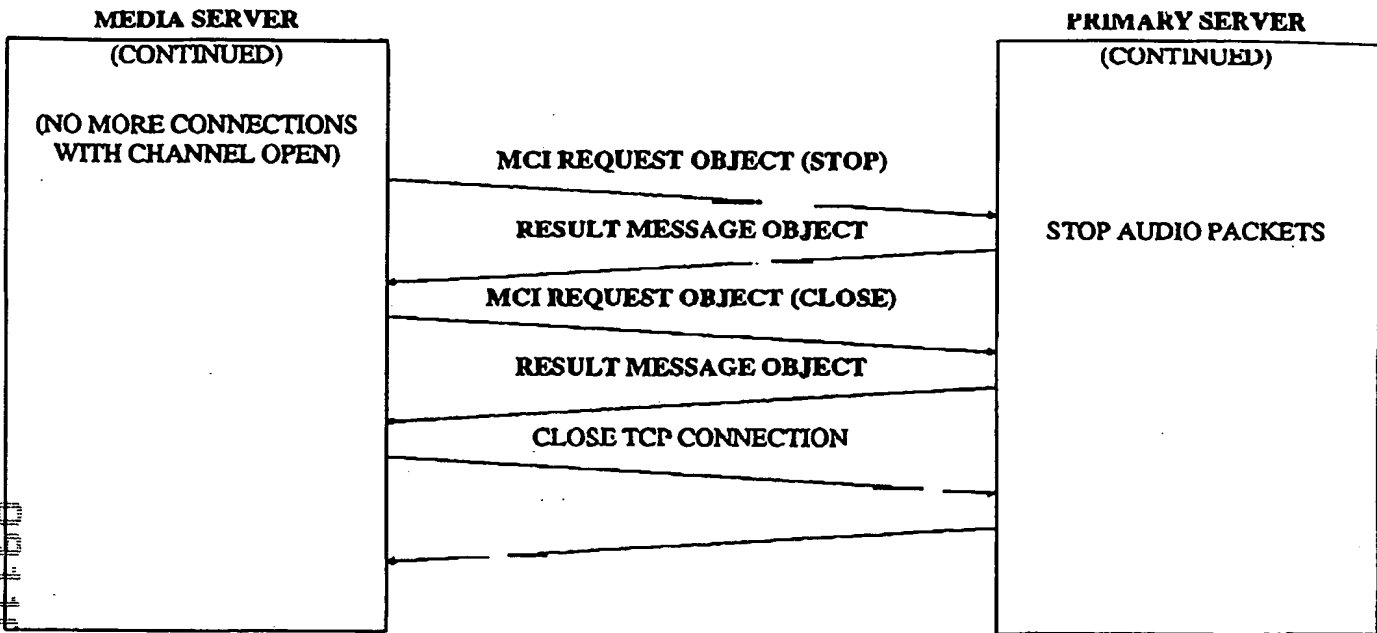 MEDIA SERVER
(CONTINUED)
(NO MORE CONNECTIONS
WITH CHANNEL OPEN)
PRIMARY SERVER
(CONTINUED)
MCI REQUEST OBJECT (STOP)
RESULT MESSAGE OBJECT
STOP AUDIO PACKETS
MCI REQUEST OBJECT (CLOSE)
RESULT MESSAGE OBJECT
CLOSE TCP CONNECTION